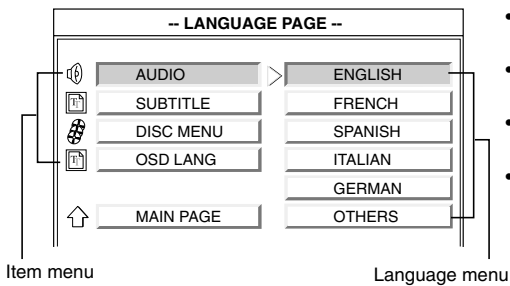 -- LANGUAGE PAGE --
AUDIO ENGLISH
SUBTITLE FRENCH
DISC MENU SPANISH
OSD LANG ITALIAN
GERMAN
MAIN PAGE OTHERS
Item menu Language menu